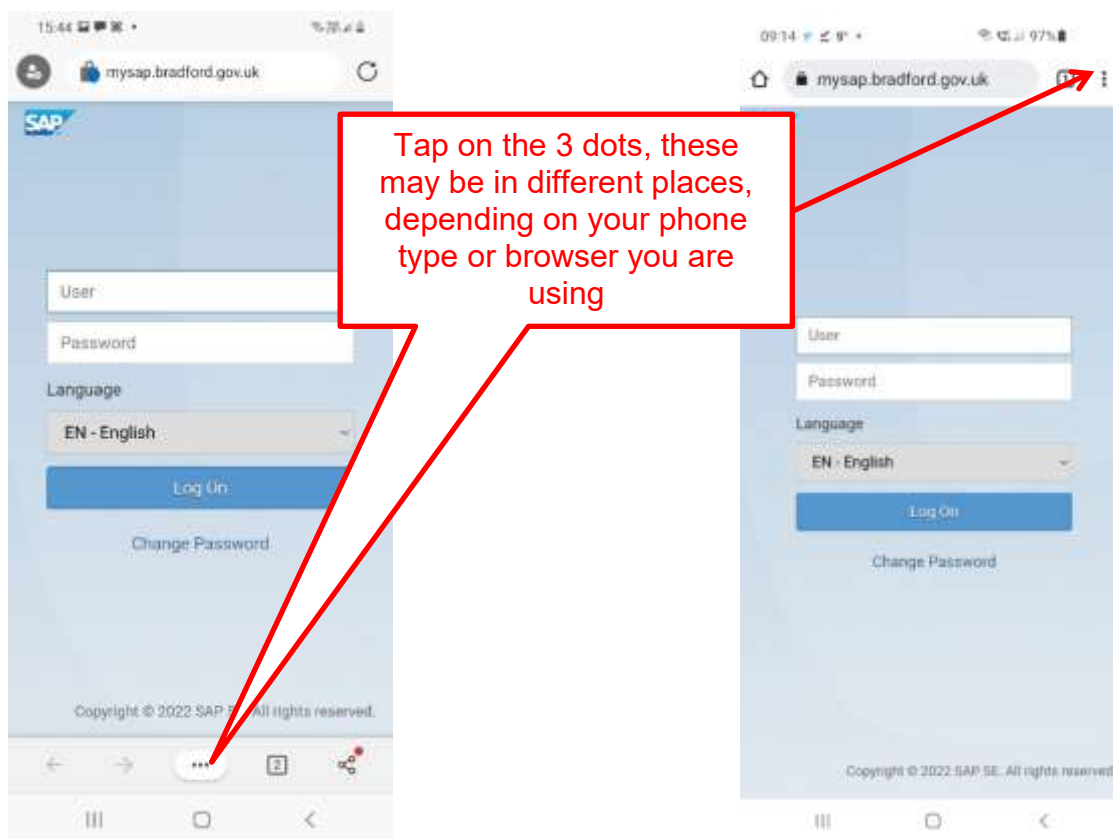 15:44
mysap.bradford.gov.uk
SAP
User
Password
Language
EN - English
Log On
Change Password
Copyright © 2022 SAP All rights reserved.
2
Tap on the 3 dots, these
may be in different places,
depending on your phone
type or browser you are
using
09:14
97%
mysap.bradford.gov.uk
User
Password
Language
EN - English
Log On
Change Password
Copyright © 2022 SAP SE. All rights reserved